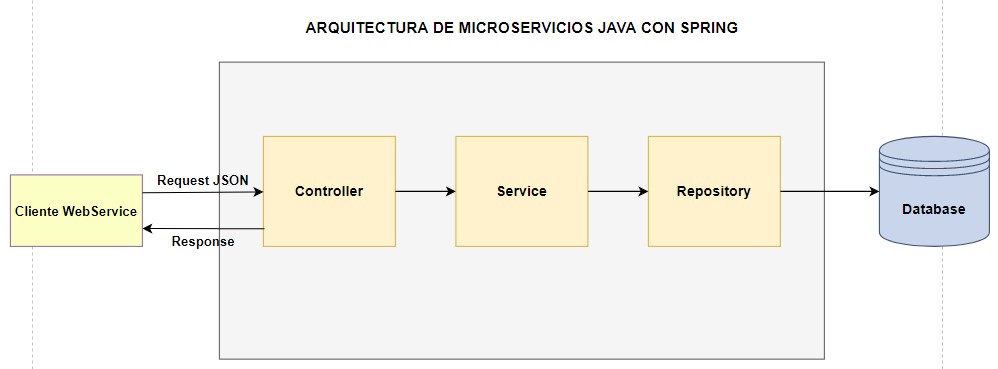 ARQUITECTURA DE MICROSERVICIOS JAVA CON SPRING
Cliente WebService
Request JSON
Response
Controller
Service
Repository
Database